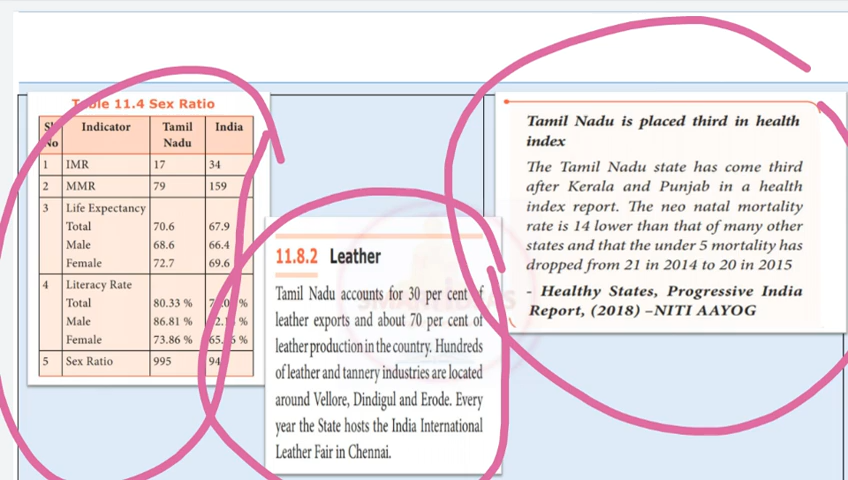 Table 11.4 Sex Ratio
Sl No Indicator Tamil Nadu India
1 IMR 17 34
2 MMR 79 159
3 Life Expectancy
Total 70.6 67.9
Male 68.6 66.4
Female 72.7 69.6
4 Literacy Rate
Total 80.33 %
Male 86.81 %
Female 73.86 %
5 Sex Ratio 995
11.8.2 Leather
Tamil Nadu accounts for 30 per cent of
leather exports and about 70 per cent of
leather production in the country. Hundreds
of leather and tannery industries are located
around Vellore, Dindigul and Erode. Every
year the State hosts the India International
Leather Fair in Chennai.
Tamil Nadu is placed third in health
index
The Tamil Nadu state has come third
after Kerala and Punjab in a health
index report. The neo natal mortality
rate is 14 lower than that of many other
states and that the under 5 mortality has
dropped from 21 in 2014 to 20 in 2015
- Healthy States, Progressive India
Report, (2018) –NITI AAYOG